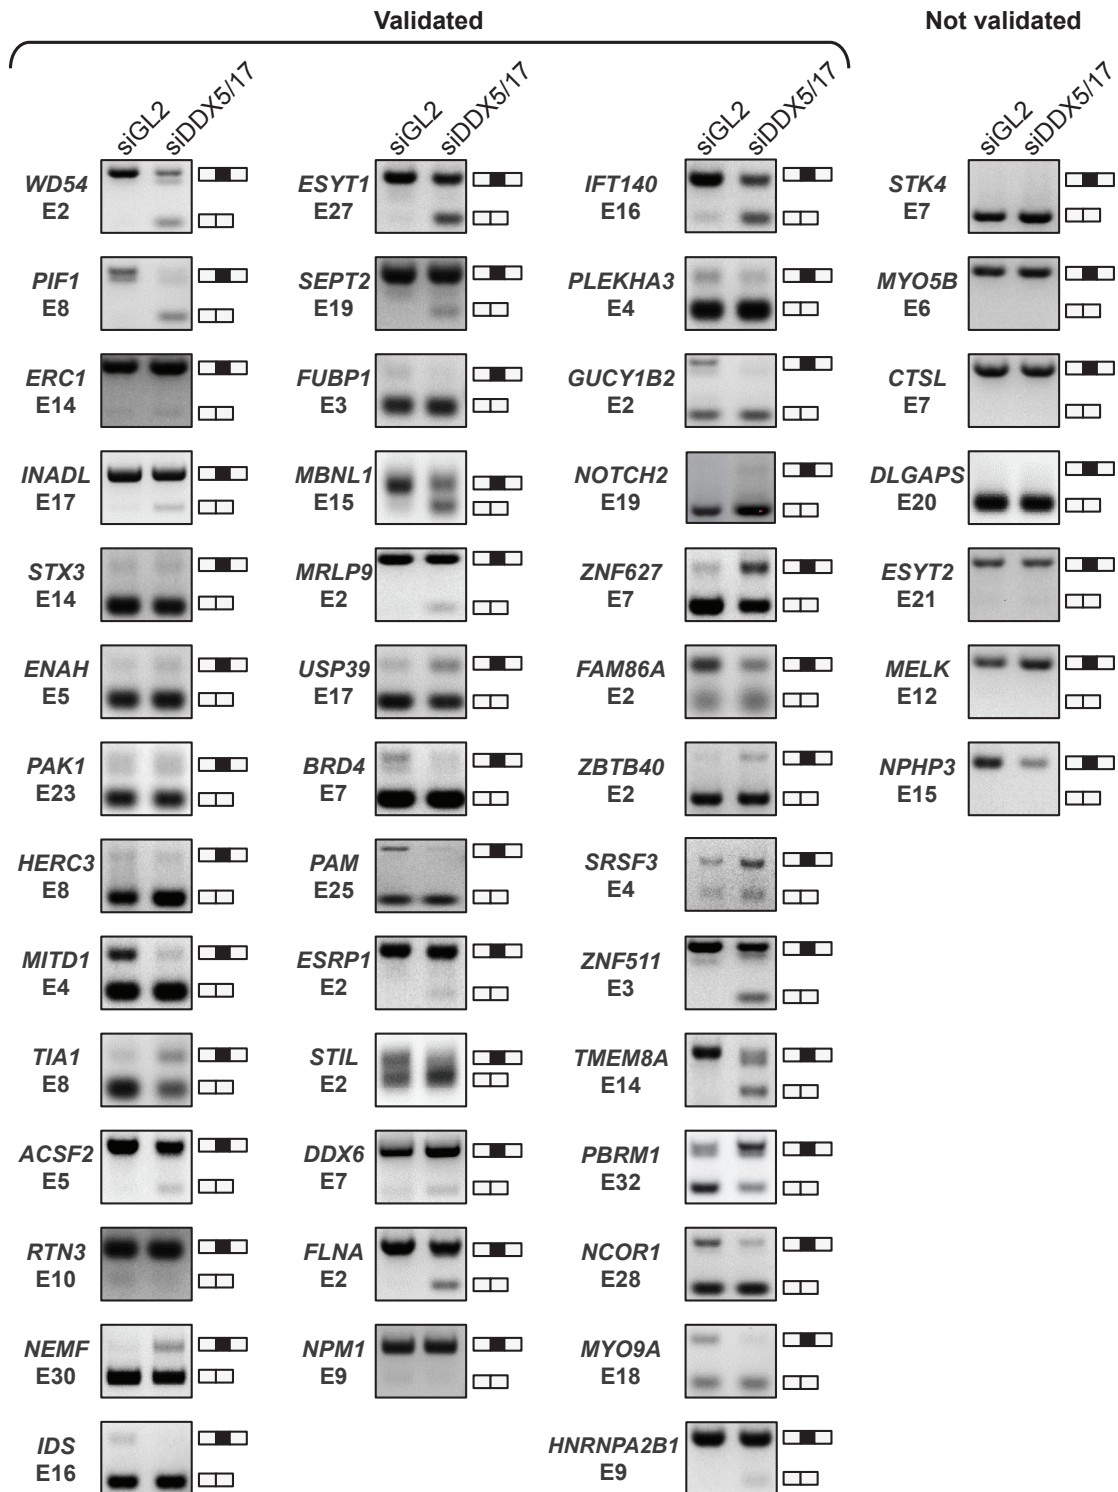 Validated
Not validated
siGL2
siDDX5/17
siGL2
siDDX5/17
siGL2
siDDX5/17
siGL2
siDDX5/17
WD54
E2
PIF1
E8
ERC1
E14
INADL
E17
STX3
E14
ENAH
E5
PAK1
E23
HERC3
E8
MITD1
E4
TIA1
E8
ACSF2
E5
RTN3
E10
NEMF
E30
IDS
E16
ESYT1
E27
SEPT2
E19
FUBP1
E3
MBNL1
E15
MRLP9
E2
USP39
E17
BRD4
E7
PAM
E25
ESRP1
E2
STIL
E2
DDX6
E7
FLNA
E2
NPM1
E9
IFT140
E16
PLEKHA3
E4
GUCY1B2
E2
NOTCH2
E19
ZNF627
E7
FAM86A
E2
ZBTB40
E2
SRSF3
E4
ZNF511
E3
TMEM8A
E14
PBRM1
E32
NCOR1
E28
MYO9A
E18
HNRNPA2B1
E9
STK4
E7
MYO5B
E6
CTSL
E7
DLGAPS
E20
ESYT2
E21
MELK
E12
NPHP3
E15